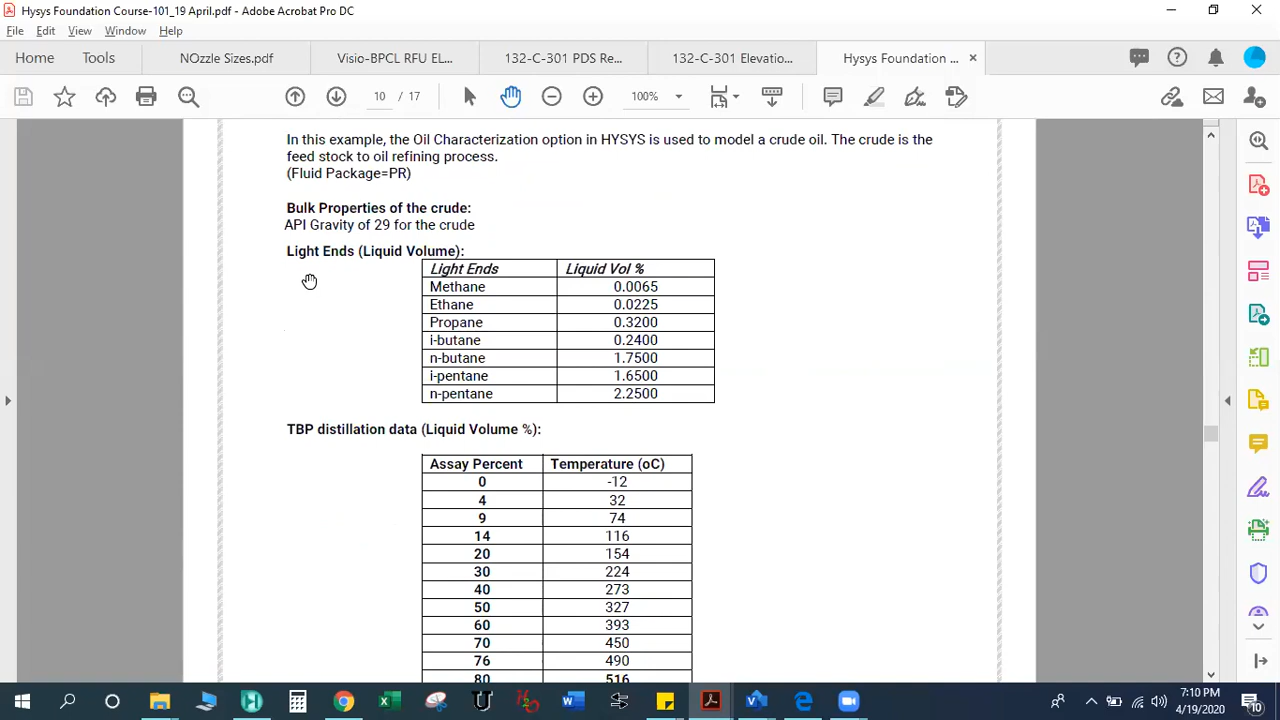 Hysys Foundation Course-101_19 April.pdf - Adobe Acrobat Pro DC
File Edit View Window Help
Home Tools NOzzle Sizes.pdf Visio-BPCL RFU EL... 132-C-301 PDS Re... 132-C-301 Elevatio... Hysys Foundation ...
10 / 17 100%
In this example, the Oil Characterization option in HYSYS is used to model a crude oil. The crude is the
feed stock to oil refining process.
(Fluid Package=PR)
Bulk Properties of the crude:
API Gravity of 29 for the crude
Light Ends (Liquid Volume):
Light Ends Liquid Vol %
Methane 0.0065
Ethane 0.0225
Propane 0.3200
i-butane 0.2400
n-butane 1.7500
i-pentane 1.6500
n-pentane 2.2500
TBP distillation data (Liquid Volume %):
Assay Percent Temperature (oC)
0 -12
4 32
9 74
14 116
20 154
30 224
40 273
50 327
60 393
70 450
76 490
80 516
7:10 PM
4/19/2020
10